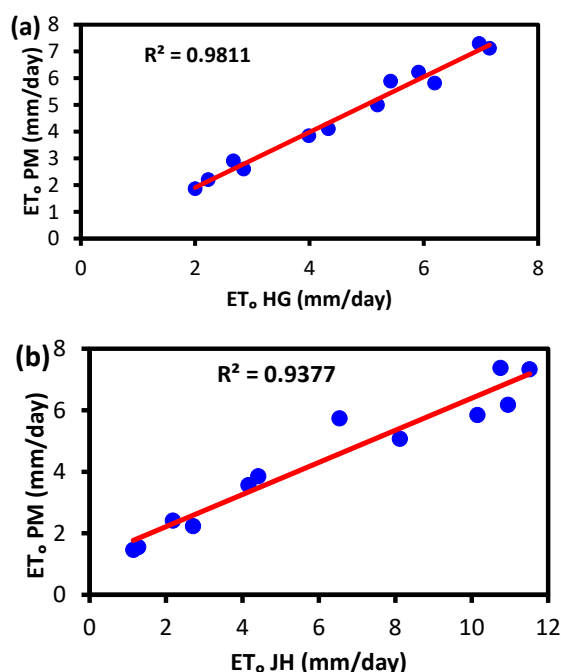 (a)
R² = 0.9811
8
7
6
5
4
3
2
1
0
ETₒ PM (mm/day)
0 2 4 6 8
ETₒ HG (mm/day)
(b)
R² = 0.9377
8
6
4
2
0
ETₒ PM (mm/day)
0 2 4 6 8 10 12
ETₒ JH (mm/day)